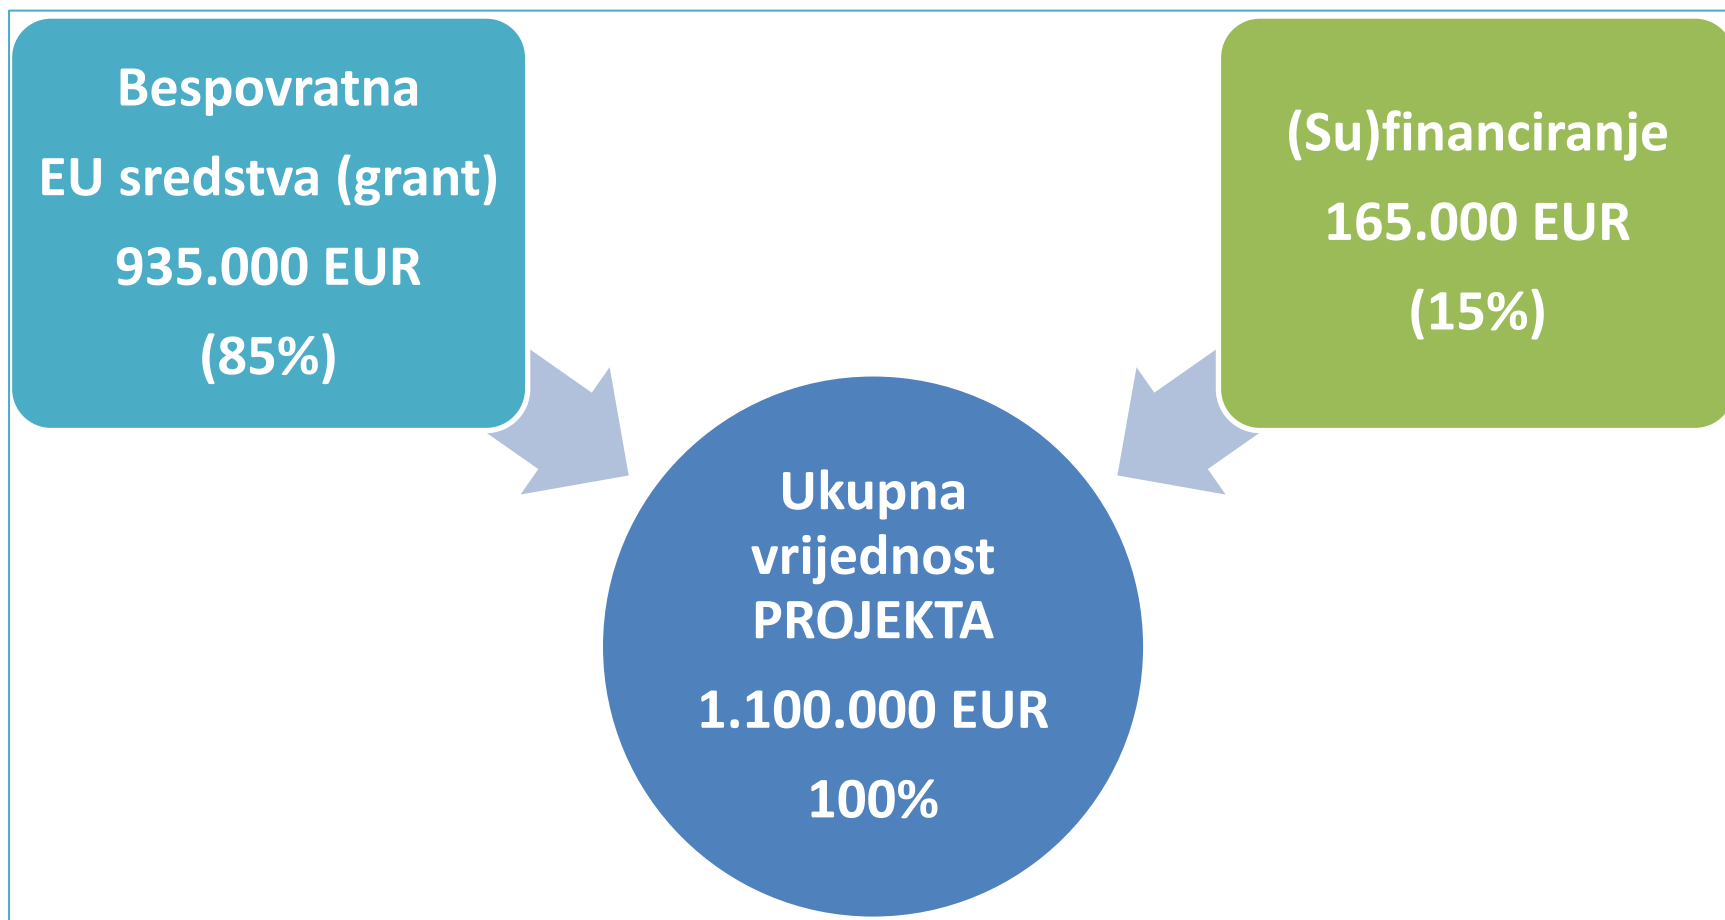 Bespovratna
EU sredstva (grant)
935.000 EUR
(85%)
(Su)financiranje
165.000 EUR
(15%)
Ukupna
vrijednost
PROJEKTA
1.100.000 EUR
100%